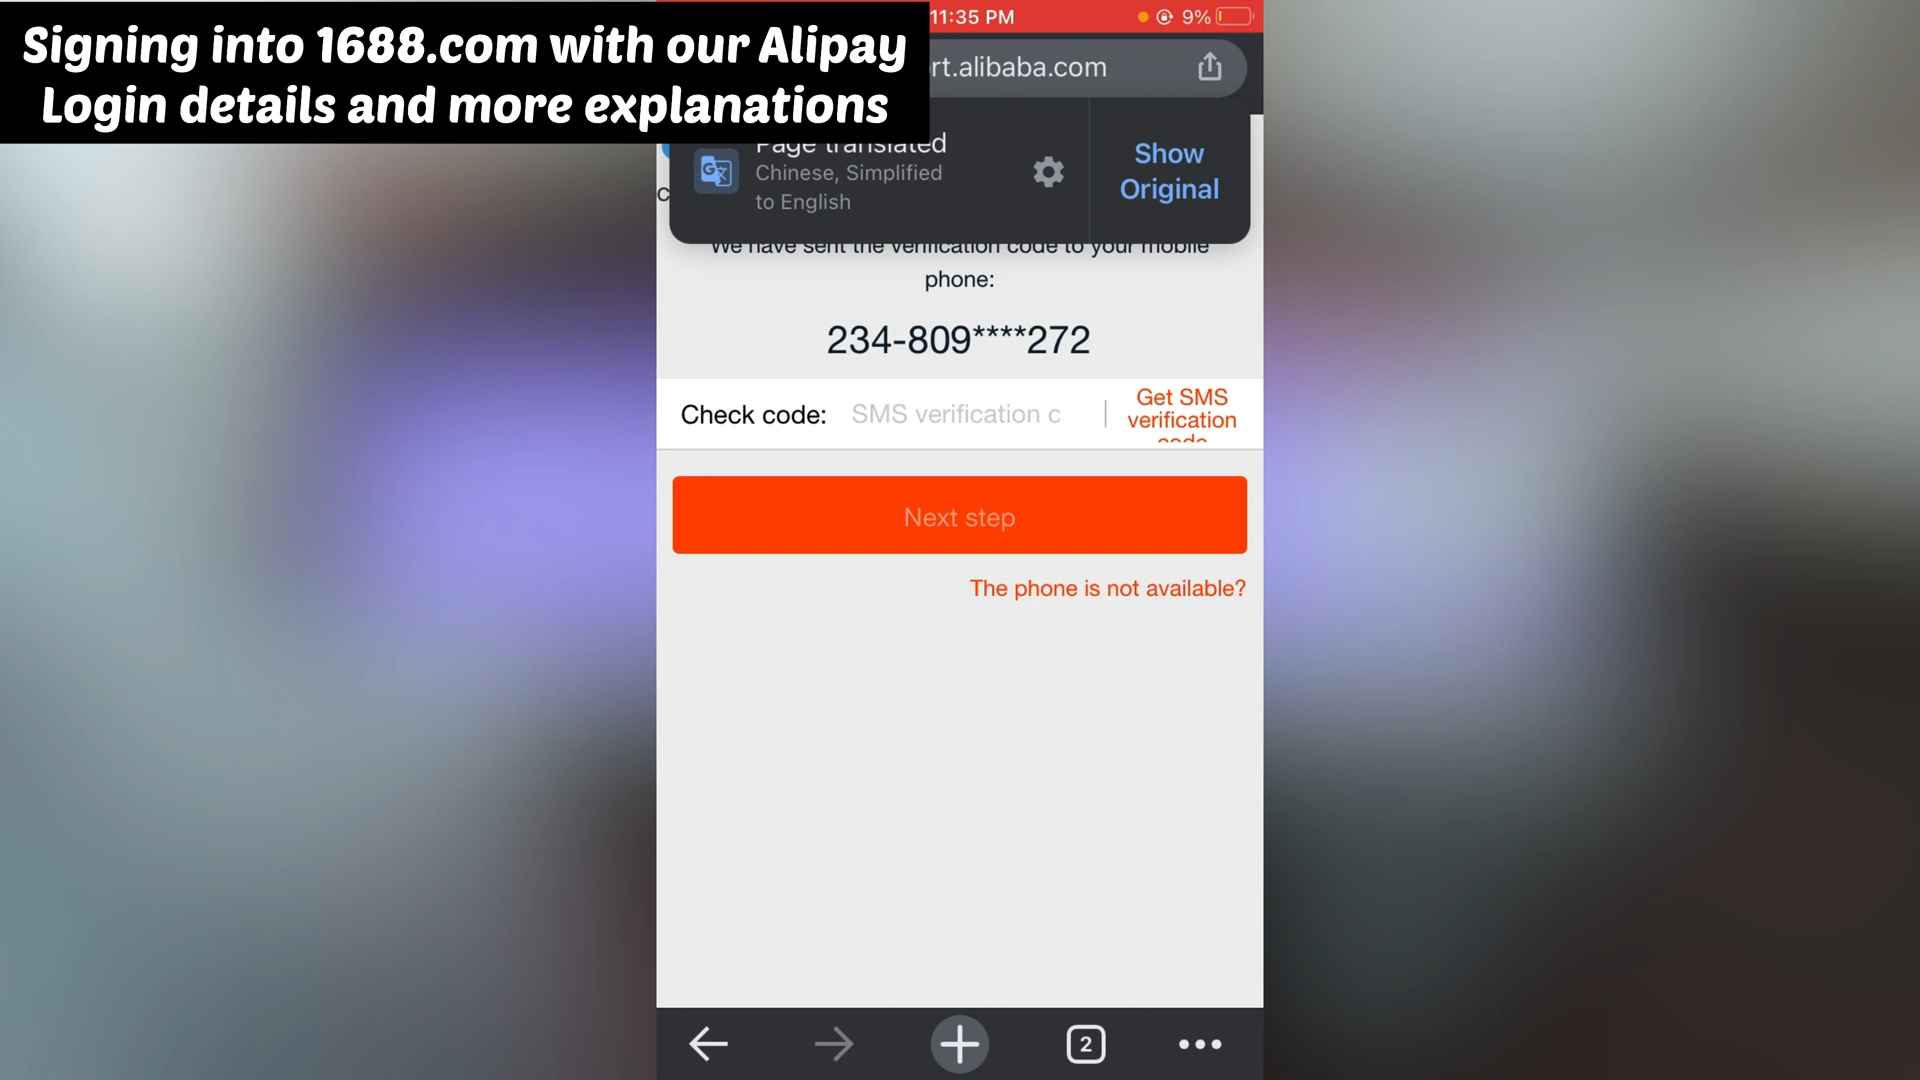 Signing into 1688.com with our Alipay
Login details and more explanations
11:35 PM
9%
rt.alibaba.com
Page translated
Chinese, Simplified
to English
Show
Original
We have sent the verification code to your mobile
phone:
234-809****272
Check code:
SMS verification c
Get SMS
verification
code
Next step
The phone is not available?
2